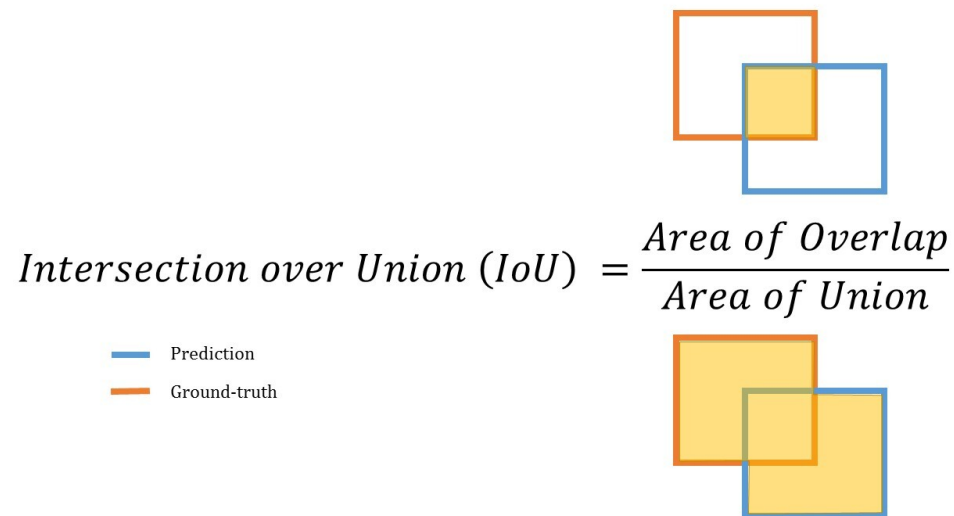 Intersection over Union (IoU) = Area of Overlap
Area of Union
Prediction
Ground-truth